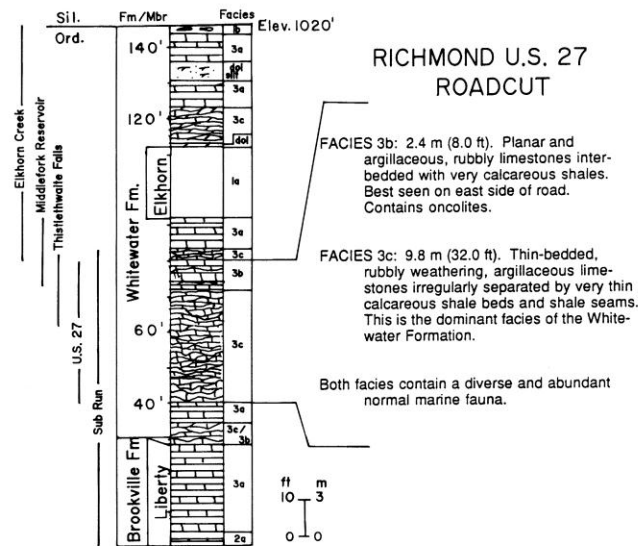 Sil.
Fm/Mbr
Facies
Ord.
Elev. 1020'
lb
140'
3a
dol
silt
3a
120'
3c
dol
Elkhorn
1a
3a
3c
3b
60'
3c
40'
3a
3c/
3b
3a
2a
Elkhorn Creek
Middlefork Reservoir
Thistlethwaite Falls
U.S. 27
Sub Run
Whitewater Fm.
Brookville Fm
Liberty
ft m
10 3
0 0
RICHMOND U.S. 27
ROADCUT
FACIES 3b: 2.4 m (8.0 ft). Planar and
argillaceous, rubbly limestones inter-
bedded with very calcareous shales.
Best seen on east side of road.
Contains oncolites.
FACIES 3c: 9.8 m (32.0 ft). Thin-bedded,
rubbly weathering, argillaceous lime-
stones irregularly separated by very thin
calcareous shale beds and shale seams.
This is the dominant facies of the White-
water Formation.
Both facies contain a diverse and abundant
normal marine fauna.